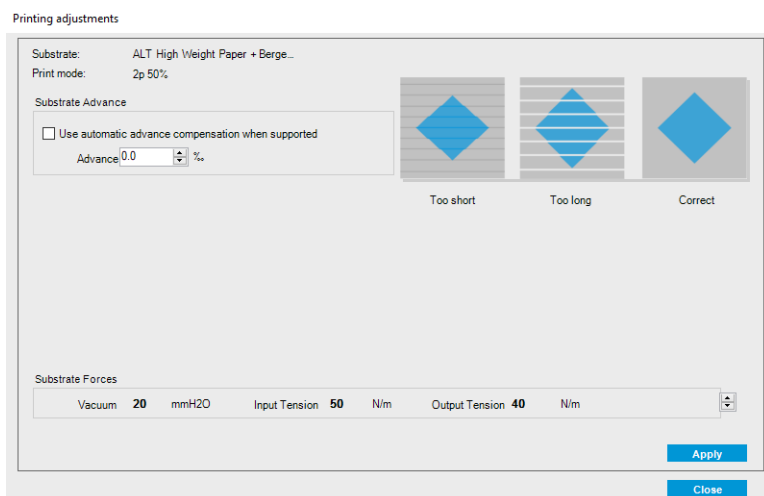 Printing adjustments
Substrate: ALT High Weight Paper + Berge...
Print mode: 2p 50%
Substrate Advance
Use automatic advance compensation when supported
Advance 0.0 ‰
Too short Too long Correct
Substrate Forces
Vacuum 20 mmH2O Input Tension 50 N/m Output Tension 40 N/m
Apply
Close